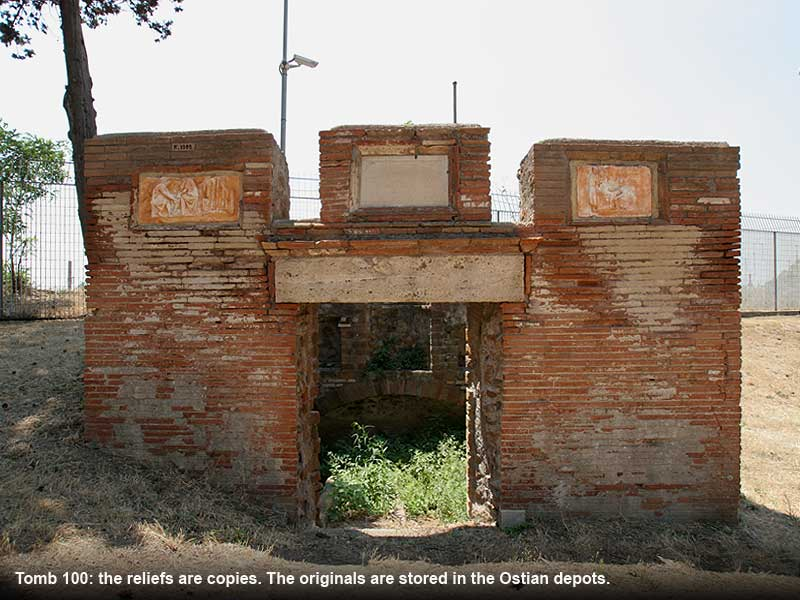 Tomb 100: the reliefs are copies. The originals are stored in the Ostian depots.